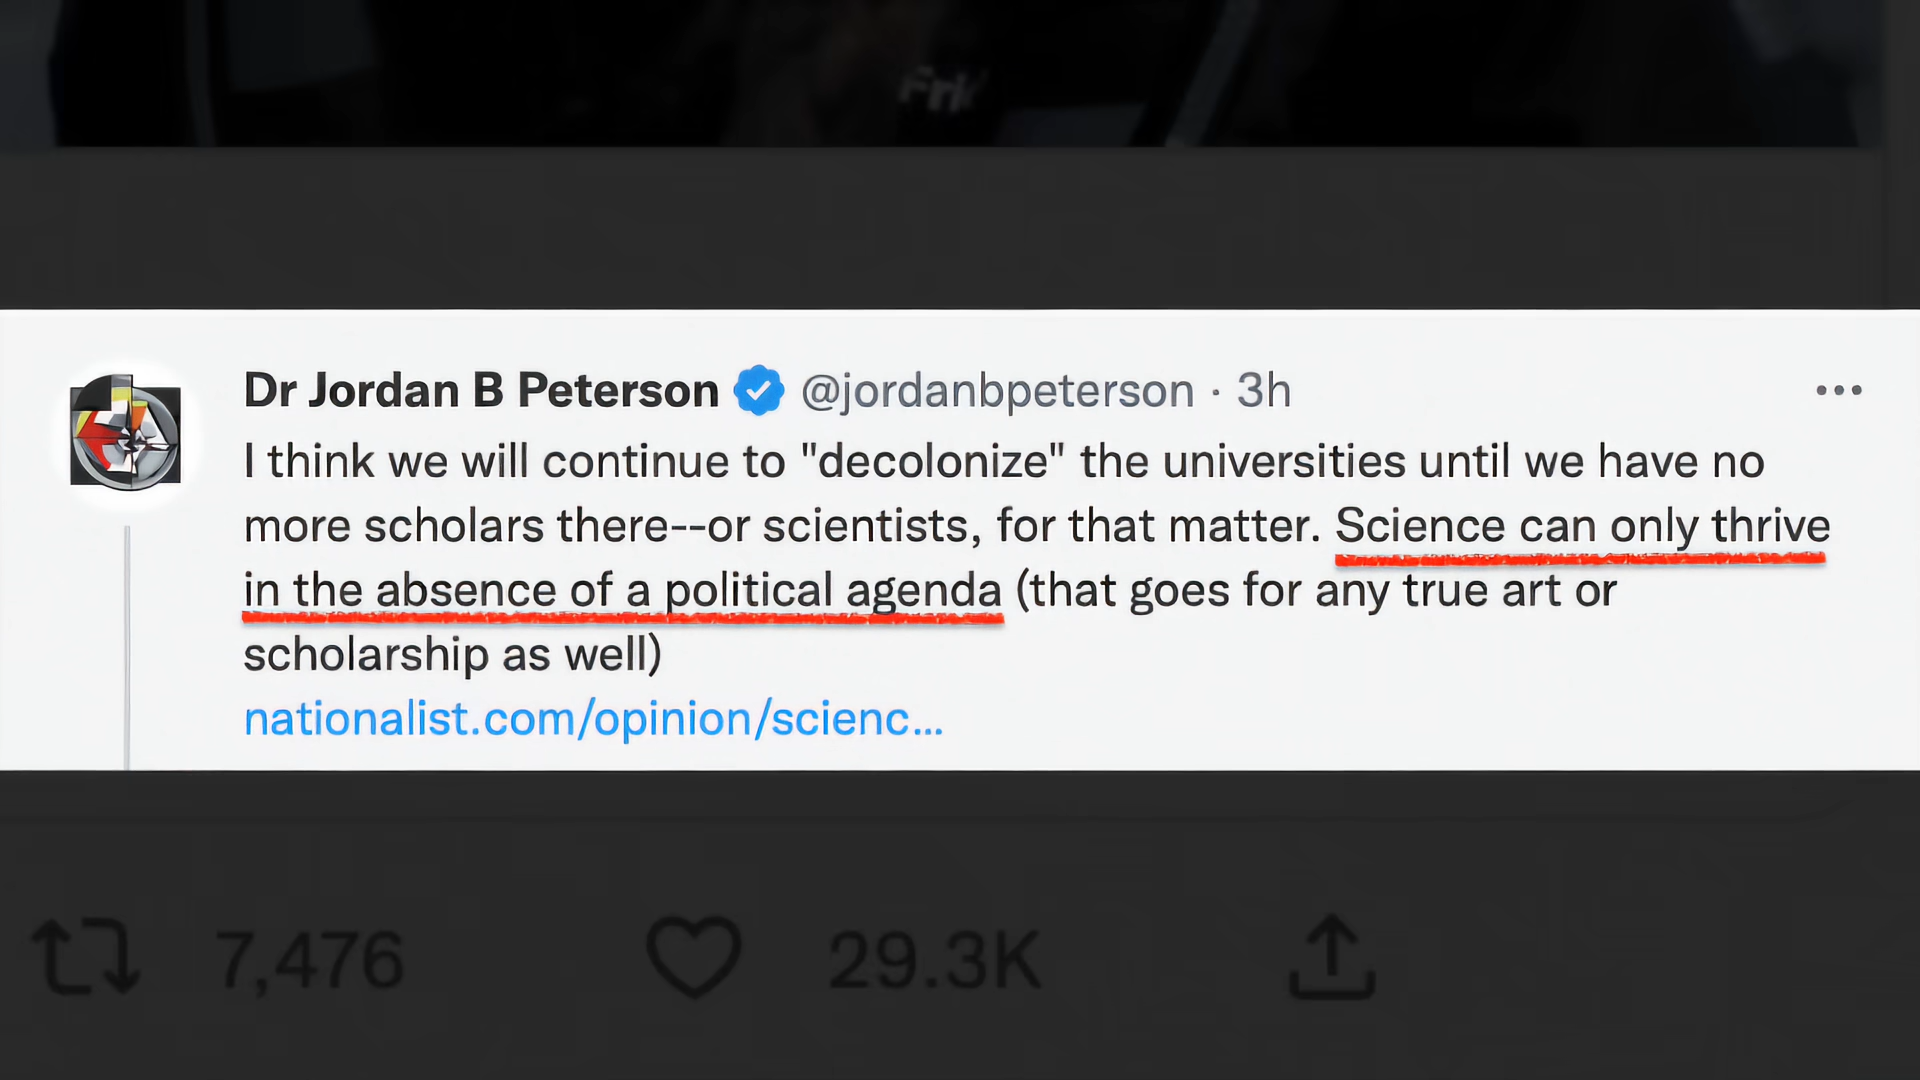 Dr Jordan B Peterson @jordanbpeterson · 3h
I think we will continue to "decolonize" the universities until we have no
more scholars there--or scientists, for that matter. Science can only thrive
in the absence of a political agenda (that goes for any true art or
scholarship as well)
nationalist.com/opinion/scienc...
7,476 29.3K